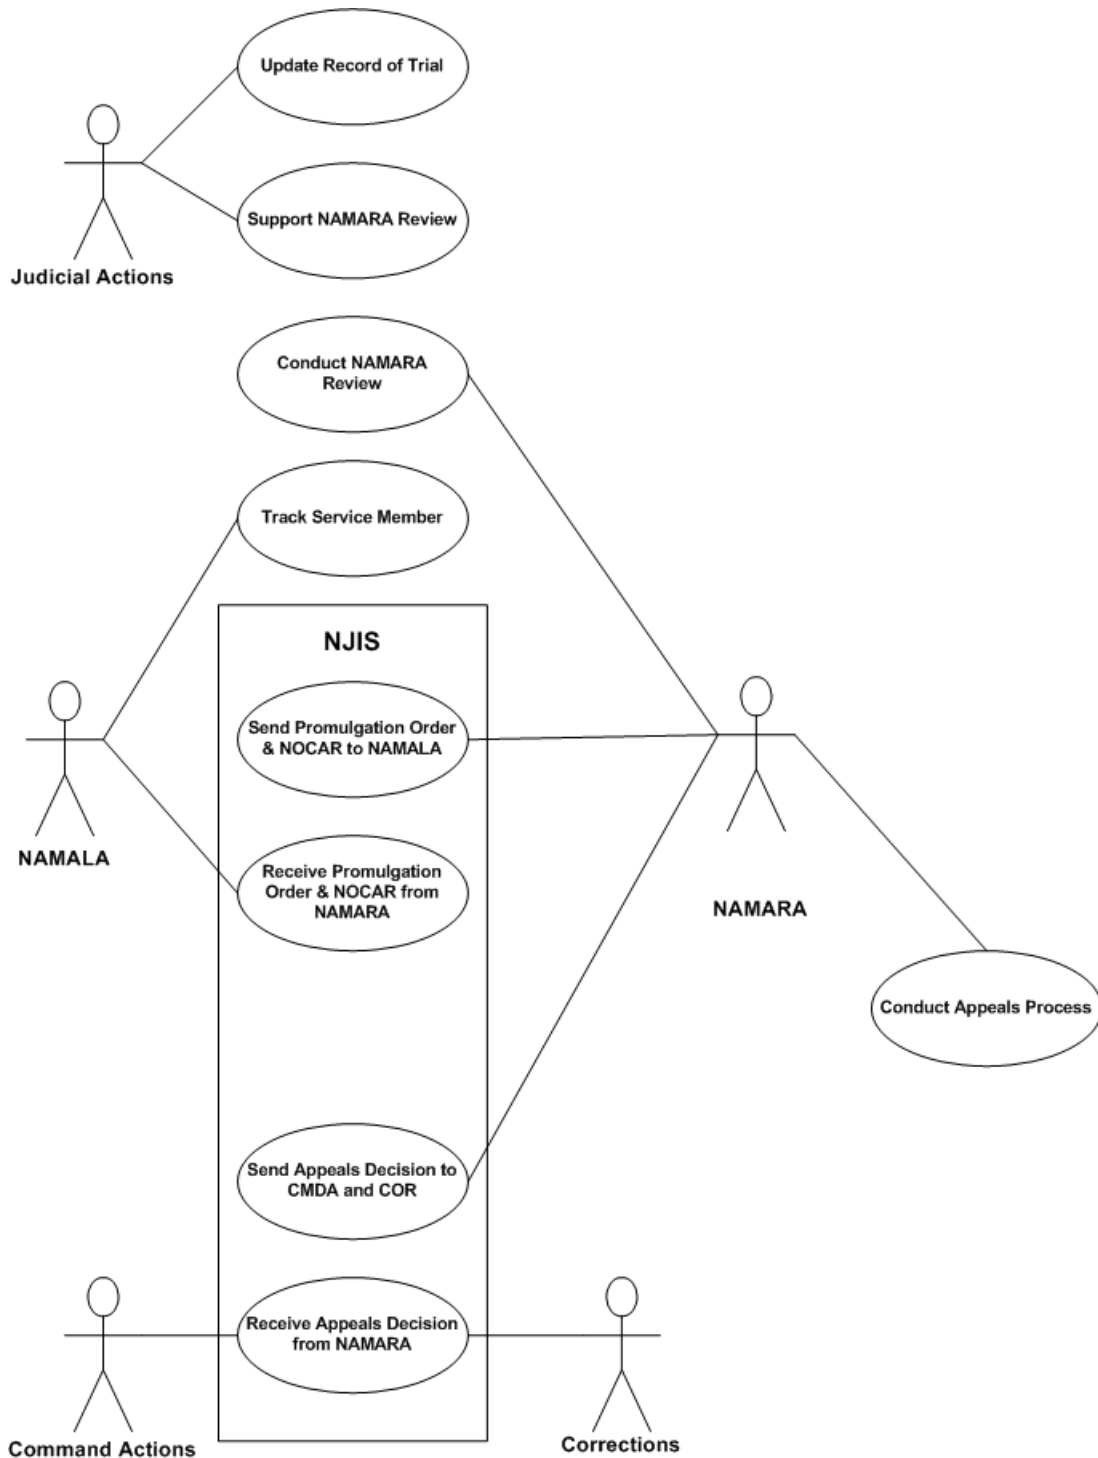 Update Record of Trial
Support NAMARA Review
Judicial Actions
Conduct NAMARA
Review
Track Service Member
NJIS
Send Promulgation Order
& NOCAR to NAMALA
NAMALA
Receive Promulgation
Order & NOCAR from
NAMARA
NAMARA
Conduct Appeals Process
Send Appeals Decision to
CMDA and COR
Receive Appeals Decision
from NAMARA
Command Actions
Corrections